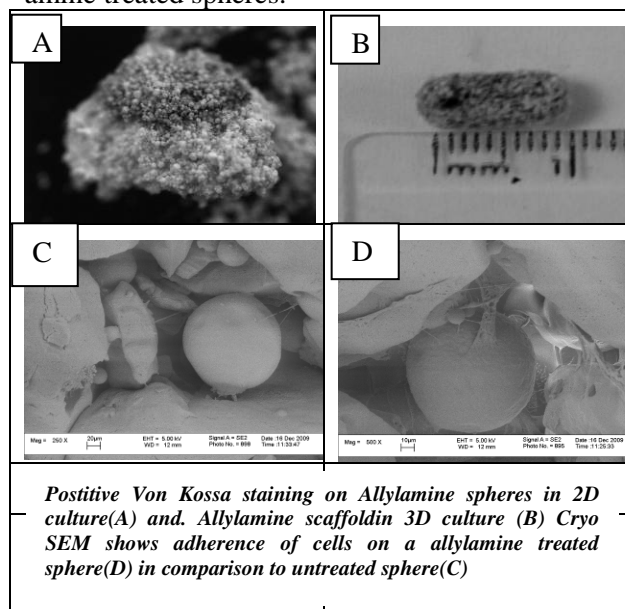 amine treated spheres.
A
B
C
D
Mag = 250 X 20µm EHT = 5.00 kV WD = 12 mm Signal A = SE2 Photo No. = 898 Date :16 Dec 2009 Time :11:33:47
Mag = 500 X 10µm EHT = 5.00 kV WD = 12 mm Signal A = SE2 Photo No. = 895 Date :16 Dec 2009 Time :11:25:33
Postitive Von Kossa staining on Allylamine spheres in 2D
culture(A) and. Allylamine scaffoldin 3D culture (B) Cryo
SEM shows adherence of cells on a allylamine treated
sphere(D) in comparison to untreated sphere(C)